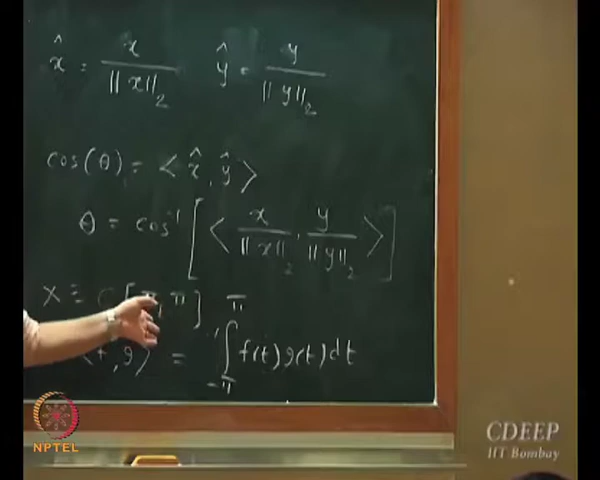 x̂ = x / ||x||₂ ŷ = y / ||y||₂
cos(θ) = < x̂, ŷ >
θ = cos⁻¹ [ < x / ||x||₂ , y / ||y||₂ > ]
X ≡ C [ π, π ]
< f, g > = ∫_{-π}^{π} f(t) g(t) dt
NPTEL
CDEEP
IIT Bombay